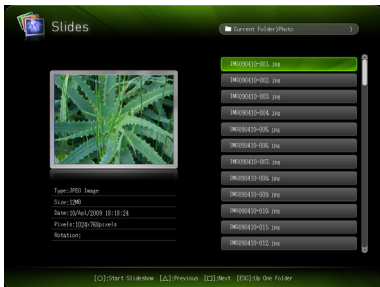 Slides
Current Folder>Photo >
IMG090410-001.jpg
IMG090410-002.jpg
IMG090410-003.jpg
IMG090410-004.jpg
IMG090410-005.jpg
IMG090410-006.jpg
IMG090410-007.jpg
IMG090410-008.jpg
IMG090410-009.jpg
IMG090410-010.jpg
IMG090410-011.jpg
IMG090410-012.jpg
Type:JPEG Image
Size:12MB
Date:10/Apl/2009 18:18:24
Pixels:1024×768pixels
Rotation:
[○]:Start Slideshow [△]:Previous [□]:Next [ESC]:Up One Folder